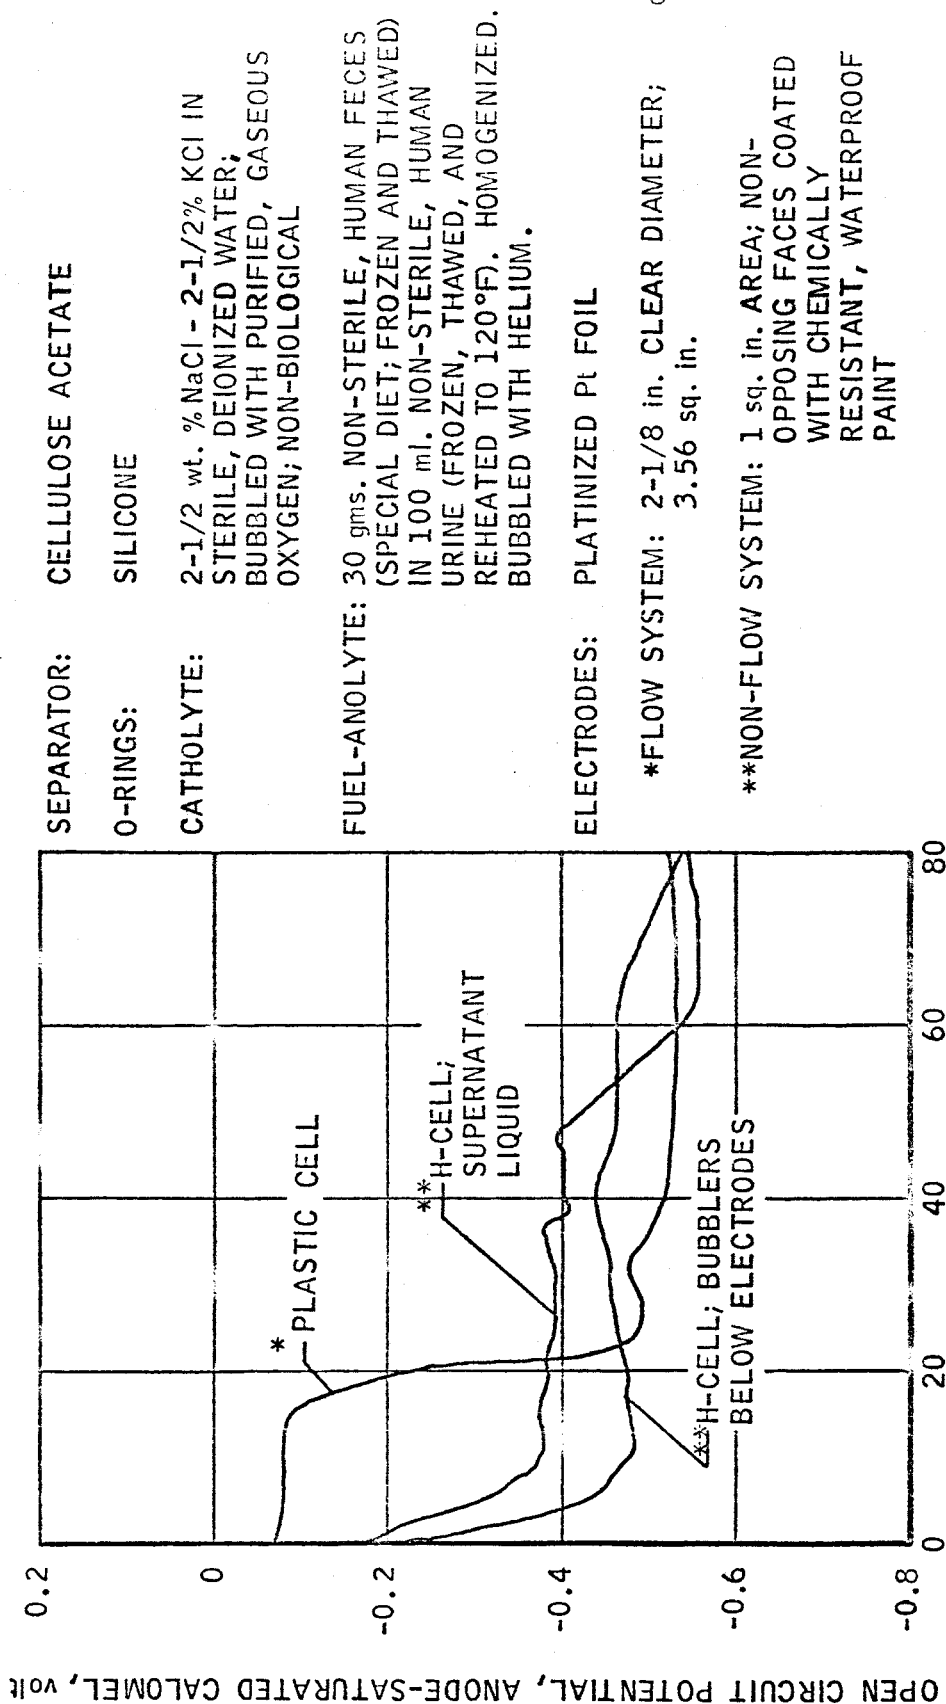 OPEN CIRCUIT POTENTIAL, ANODE-SATURATED CALOMEL, volt
0.2
0
-0.2
-0.4
-0.6
-0.8
0
20
40
60
80
* PLASTIC CELL
** H-CELL;
SUPERNATANT
LIQUID
**H-CELL; BUBBLERS
BELOW ELECTRODES
SEPARATOR: CELLULOSE ACETATE
O-RINGS: SILICONE
CATHOLYTE: 2-1/2 wt. % NaCl - 2-1/2% KCl IN
STERILE, DEIONIZED WATER;
BUBBLED WITH PURIFIED, GASEOUS
OXYGEN; NON-BIOLOGICAL
FUEL-ANOLYTE: 30 gms. NON-STERILE, HUMAN FECES
(SPECIAL DIET; FROZEN AND THAWED)
IN 100 ml. NON-STERILE, HUMAN
URINE (FROZEN, THAWED, AND
REHEATED TO 120°F). HOMOGENIZED.
BUBBLED WITH HELIUM.
ELECTRODES: PLATINIZED Pt FOIL
*FLOW SYSTEM: 2-1/8 in. CLEAR DIAMETER;
3.56 sq. in.
**NON-FLOW SYSTEM: 1 sq. in. AREA; NON-
OPPOSING FACES COATED
WITH CHEMICALLY
RESISTANT, WATERPROOF
PAINT